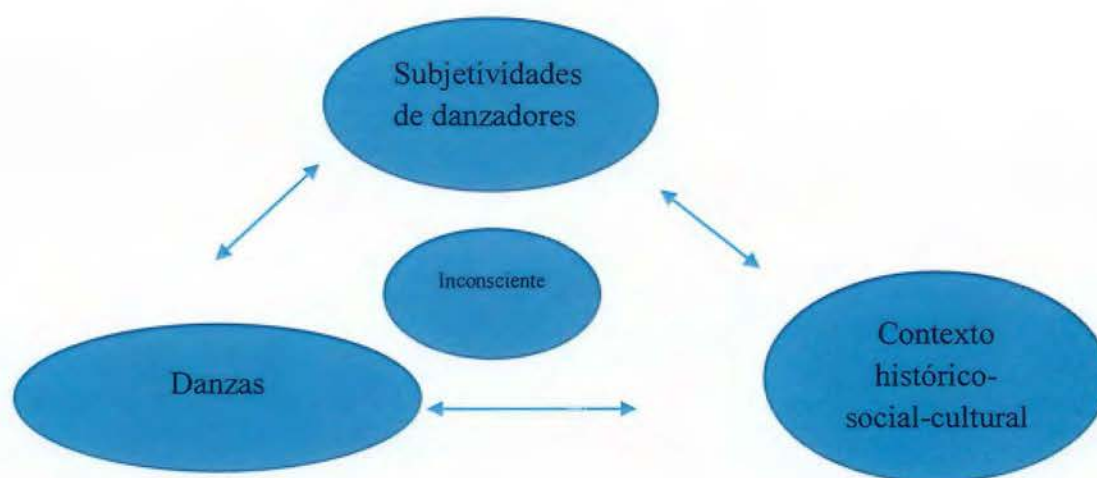 Subjetividades
de danzadores
Inconsciente
Danzas
Contexto
histórico-
social-cultural